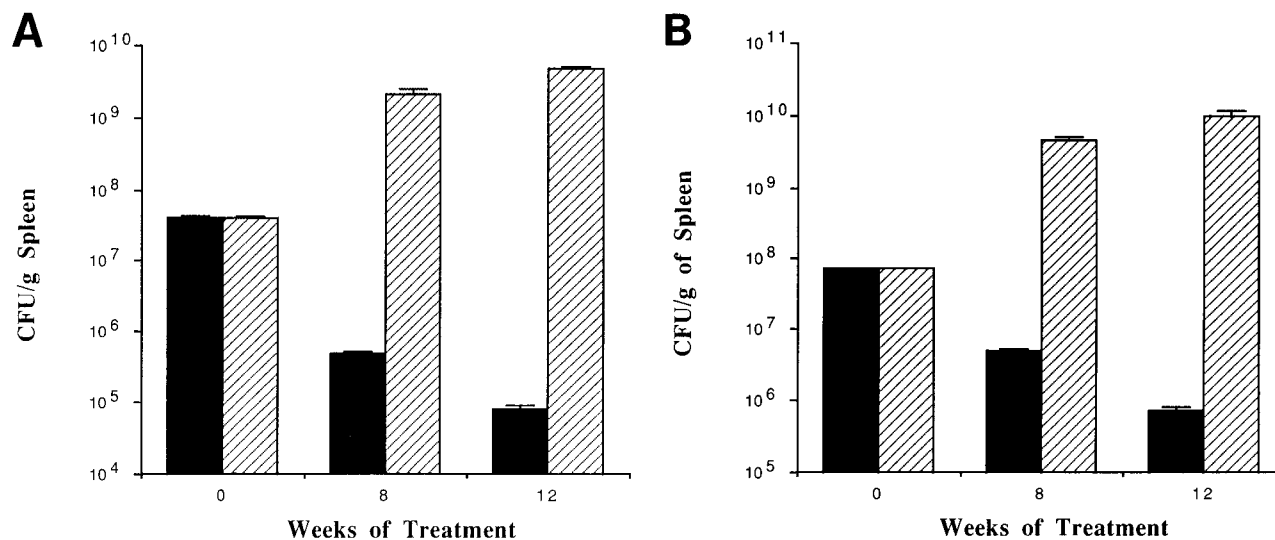 A
10^10
10^9
10^8
10^7
10^6
10^5
10^4
CFU/g Spleen
0 8 12
Weeks of Treatment
B
10^11
10^10
10^9
10^8
10^7
10^6
10^5
CFU/g of Spleen
0 8 12
Weeks of Treatment